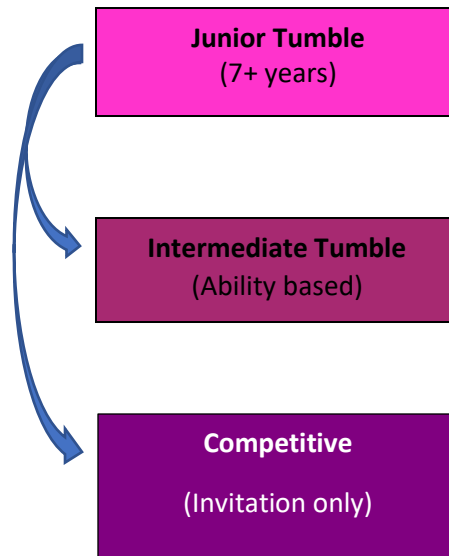 Junior Tumble
(7+ years)
Intermediate Tumble
(Ability based)
Competitive
(Invitation only)